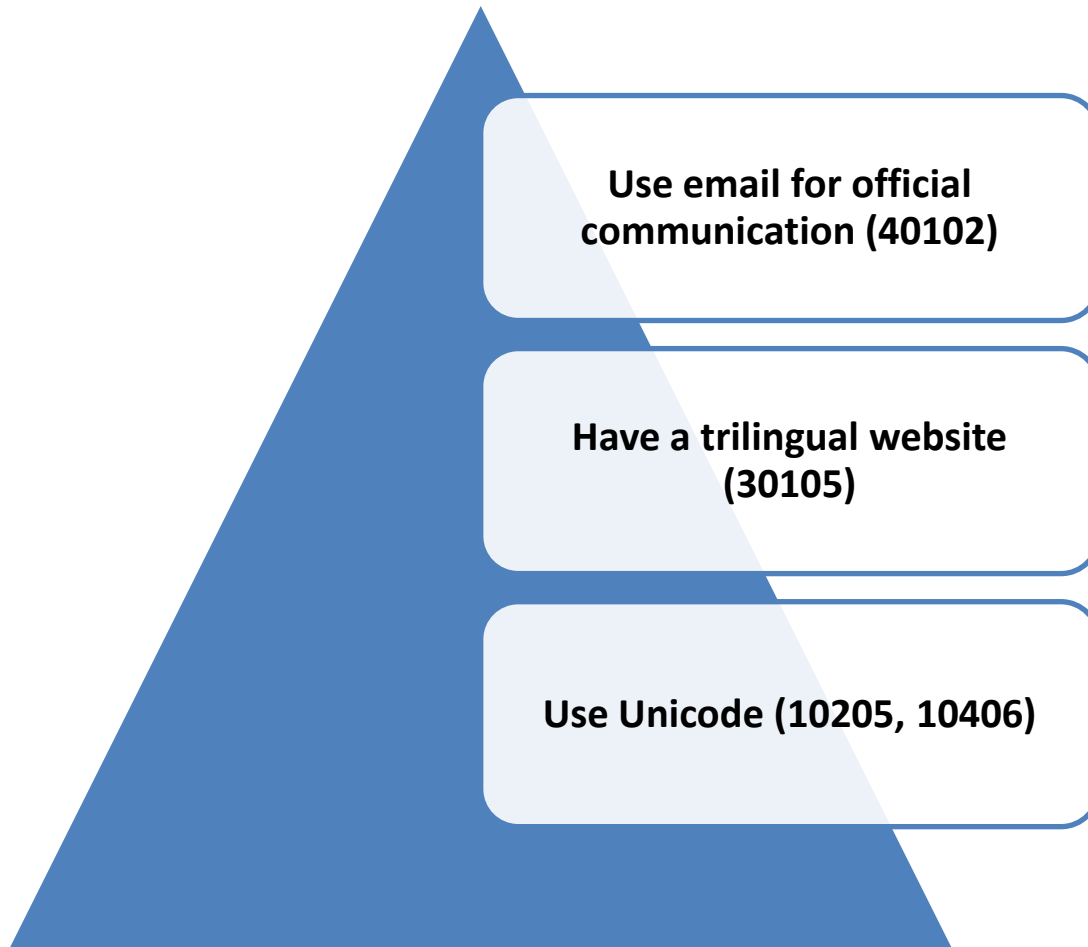 Use email for official
communication (40102)
Have a trilingual website
(30105)
Use Unicode (10205, 10406)